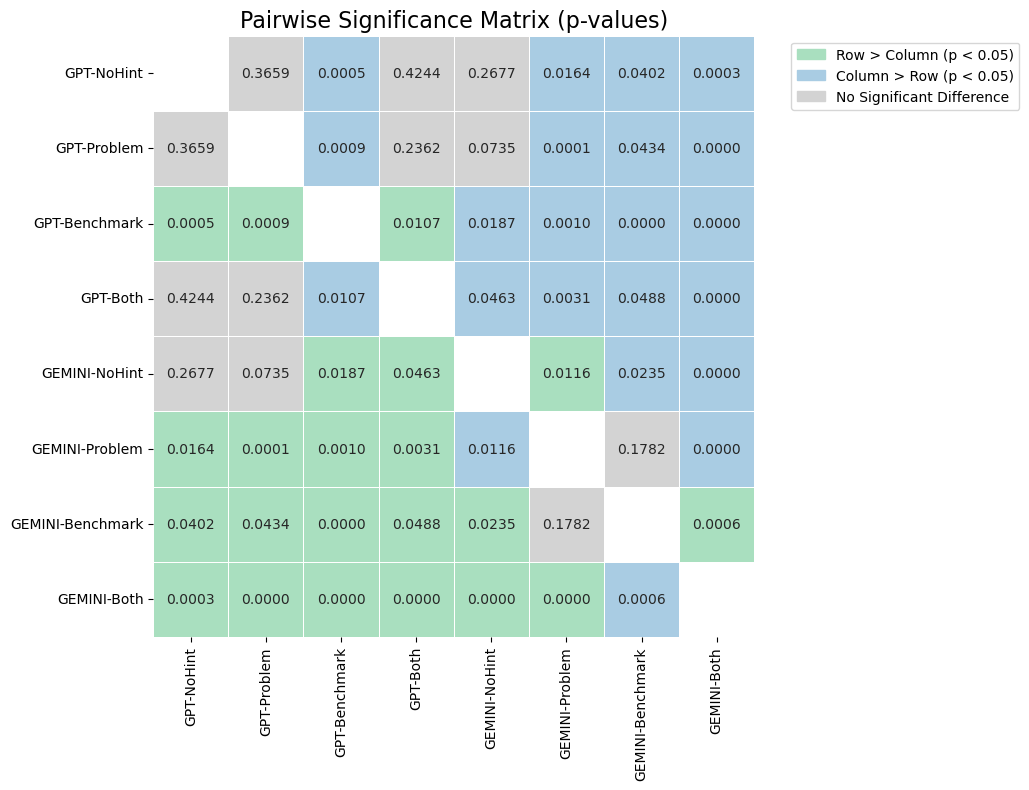 Pairwise Significance Matrix (p-values)
Row > Column (p < 0.05)
Column > Row (p < 0.05)
No Significant Difference
GPT-NoHint 0.3659 0.0005 0.4244 0.2677 0.0164 0.0402 0.0003
GPT-Problem 0.3659 0.0009 0.2362 0.0735 0.0001 0.0434 0.0000
GPT-Benchmark 0.0005 0.0009 0.0107 0.0187 0.0010 0.0000 0.0000
GPT-Both 0.4244 0.2362 0.0107 0.0463 0.0031 0.0488 0.0000
GEMINI-NoHint 0.2677 0.0735 0.0187 0.0463 0.0116 0.0235 0.0000
GEMINI-Problem 0.0164 0.0001 0.0010 0.0031 0.0116 0.1782 0.0000
GEMINI-Benchmark 0.0402 0.0434 0.0000 0.0488 0.0235 0.1782 0.0006
GEMINI-Both 0.0003 0.0000 0.0000 0.0000 0.0000 0.0000 0.0006
GPT-NoHint
GPT-Problem
GPT-Benchmark
GPT-Both
GEMINI-NoHint
GEMINI-Problem
GEMINI-Benchmark
GEMINI-Both